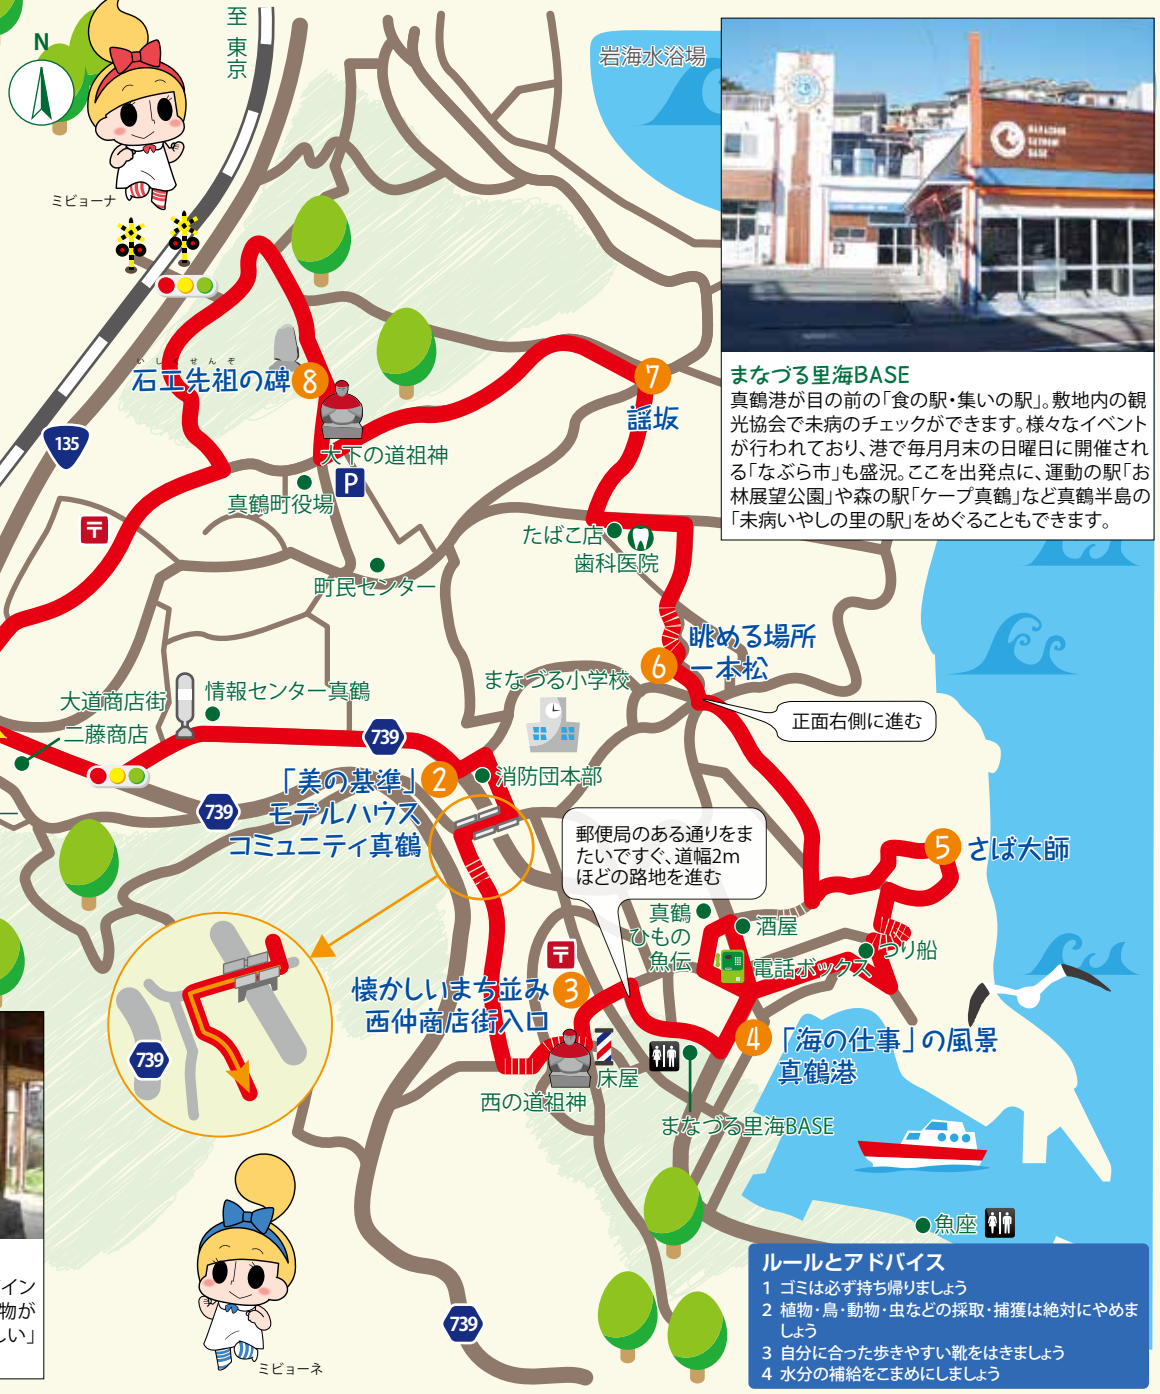 至
東
京
N
ミビョーナ
岩海水浴場
まなづる里海BASE
真鶴港が目の前の「食の駅・集いの駅」。敷地内の観
光協会で未病のチェックができます。様々なイベント
が行われており、港で毎月月末の日曜日に開催され
る「なぶら市」も盛況。ここを出発点に、運動の駅「お
林展望公園」や森の駅「ケープ真鶴」など真鶴半島の
「未病いやしの里の駅」をめぐることもできます。
いしくせんぞ
石工先祖の碑 8
7
謡坂
135
大下の道祖神
P
真鶴町役場
〒
たばこ店
歯科医院
町民センター
眺める場所
6 一本松
まなづる小学校
大道商店街
情報センター真鶴
二藤商店
正面右側に進む
739
「美の基準」 2
モデルハウス
コミュニティ真鶴
消防団本部
739
郵便局のある通りをま
たいですぐ、道幅2m
ほどの路地を進む
5 さば大師
真鶴
ひもの
魚伝
酒屋
電話ボックス
つり船
〒
懐かしいまち並み 3
西仲商店街入口
4 「海の仕事」の風景
真鶴港
739
床屋
西の道祖神
まなづる里海BASE
魚座
イン
物が
しい」
ミビョーネ
739
ルールとアドバイス
1 ゴミは必ず持ち帰りましょう
2 植物・鳥・動物・虫などの採取・捕獲は絶対にやめま
しょう
3 自分に合った歩きやすい靴をはきましょう
4 水分の補給をこまめにしましょう